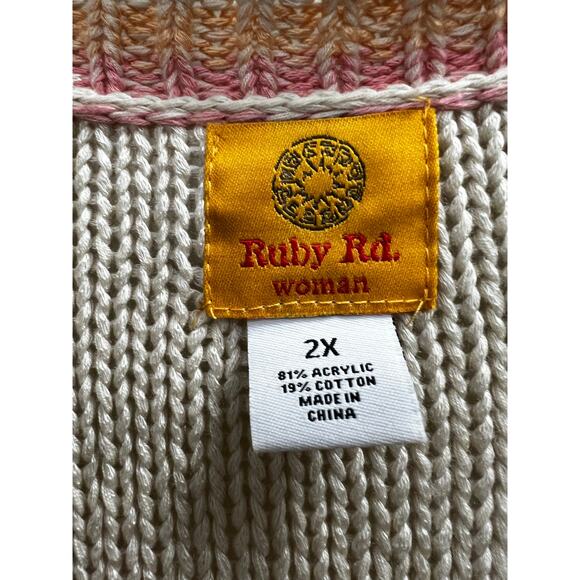 Ruby Rd.
woman
2X
81% ACRYLIC
19% COTTON
MADE IN
CHINA